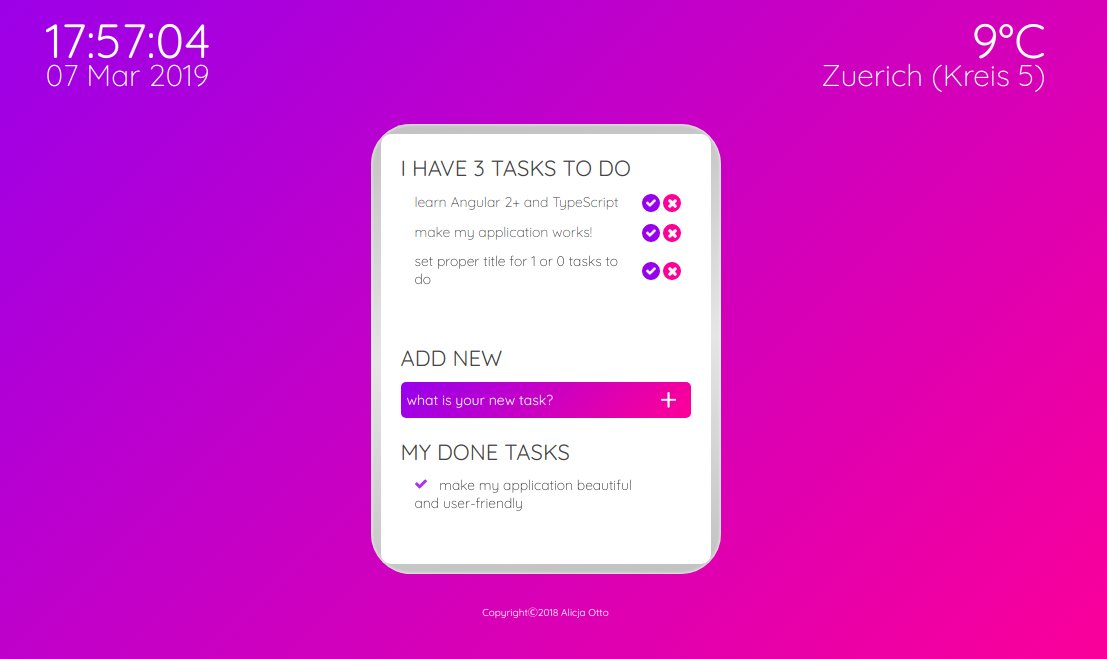 17:57:04
07 Mar 2019
9°C
Zuerich (Kreis 5)
I HAVE 3 TASKS TO DO
learn Angular 2+ and TypeScript
make my application works!
set proper title for 1 or 0 tasks to
do
ADD NEW
what is your new task?
MY DONE TASKS
make my application beautiful
and user-friendly
Copyright©2018 Alicja Otto